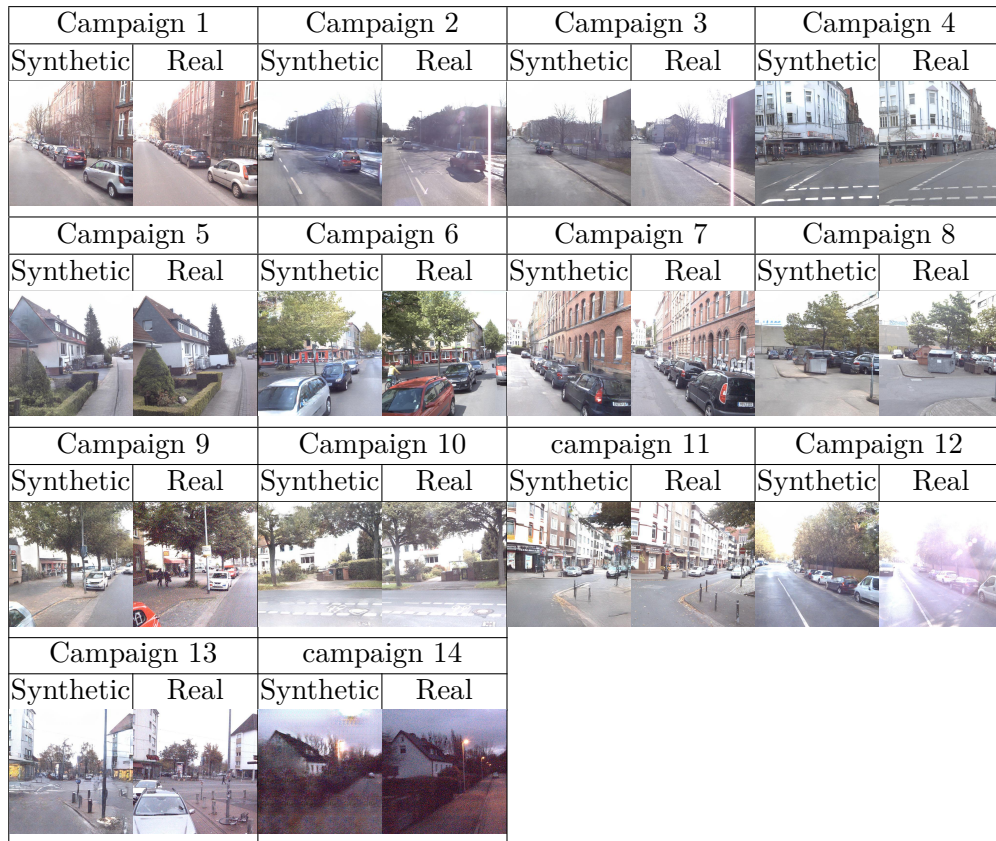 Campaign 1 Campaign 2 Campaign 3 Campaign 4
Synthetic Real Synthetic Real Synthetic Real Synthetic Real
Campaign 5 Campaign 6 Campaign 7 Campaign 8
Synthetic Real Synthetic Real Synthetic Real Synthetic Real
Campaign 9 Campaign 10 campaign 11 Campaign 12
Synthetic Real Synthetic Real Synthetic Real Synthetic Real
Campaign 13 campaign 14
Synthetic Real Synthetic Real